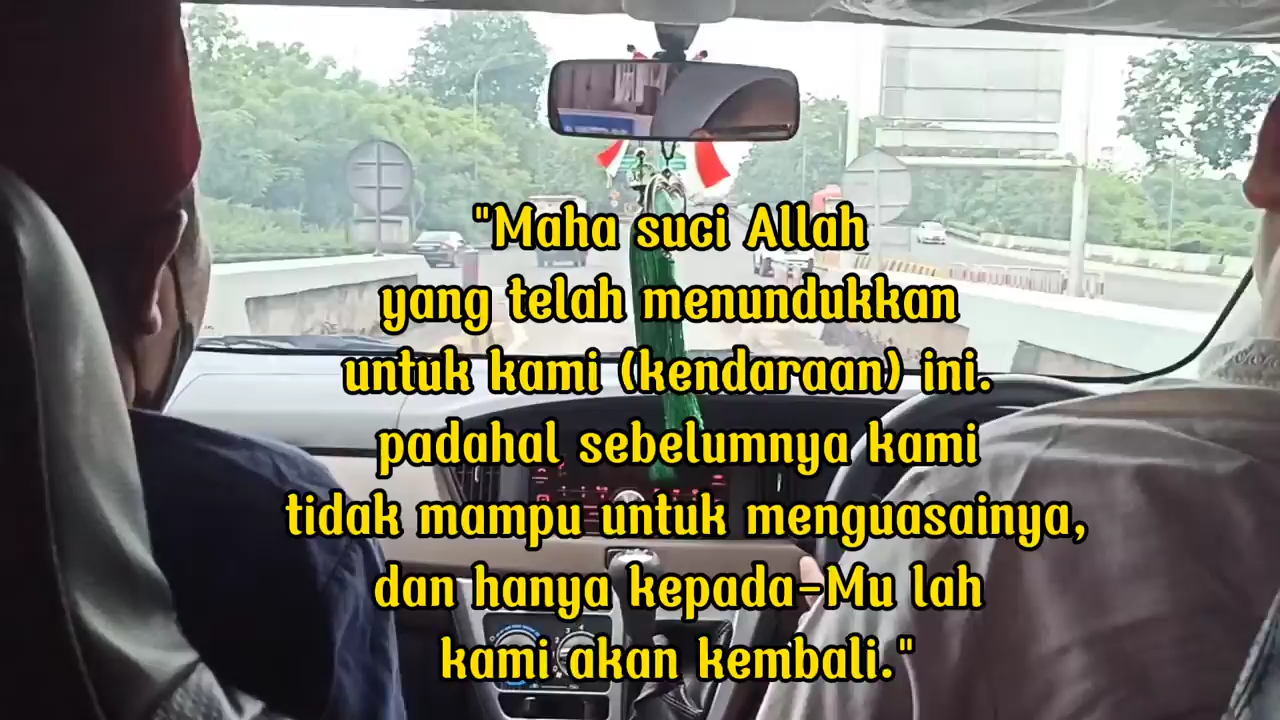 "Maha suci Allah
yang telah menundukkan
untuk kami (kendaraan) ini.
padahal sebelumnya kami
tidak mampu untuk menguasainya,
dan hanya kepada-Mu lah
kami akan kembali."